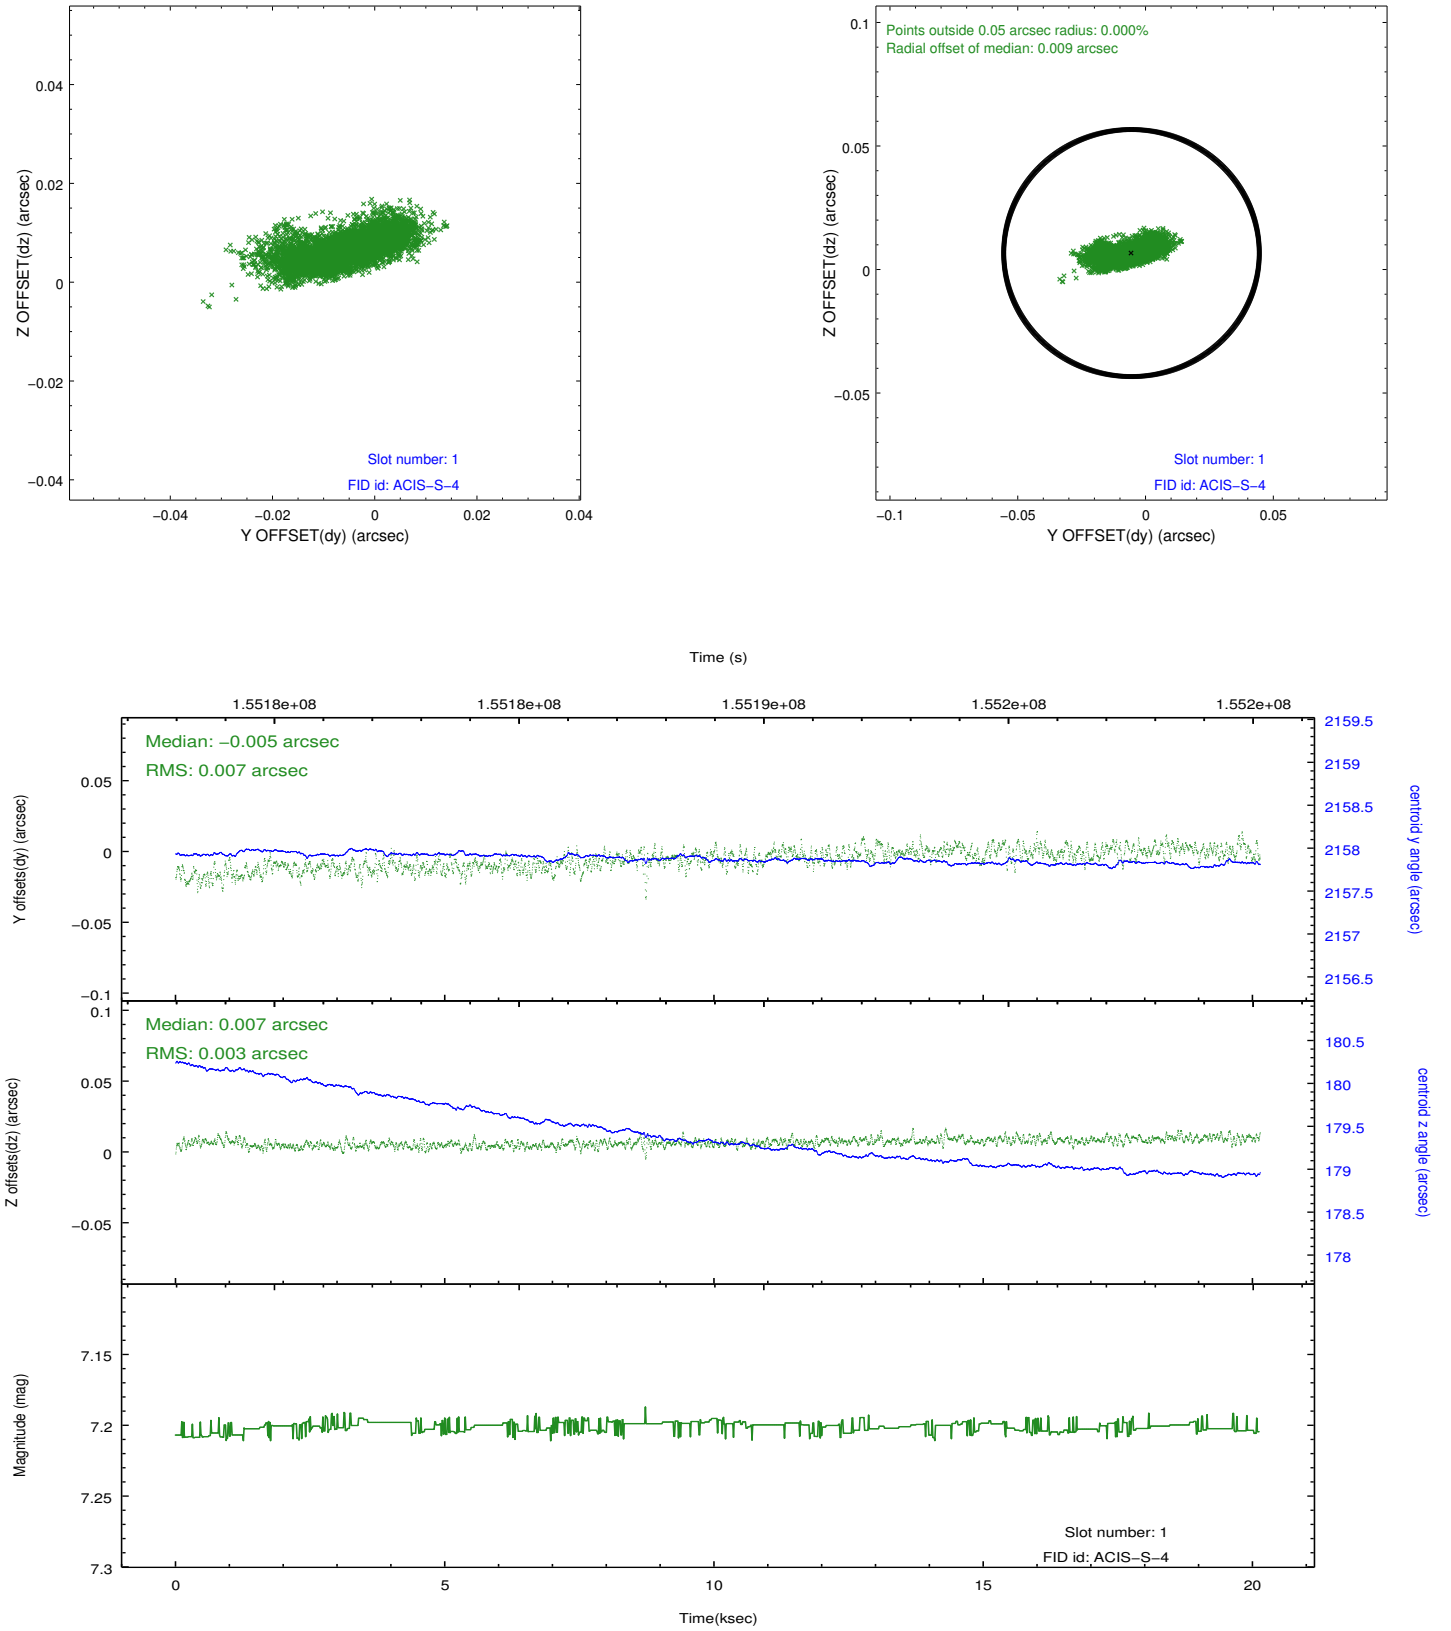 0.04
0.02
0
−0.02
−0.04
Z OFFSET(dz) (arcsec)
Slot number: 1
FID id: ACIS−S−4
−0.04 −0.02 0 0.02 0.04
Y OFFSET(dy) (arcsec)
Points outside 0.05 arcsec radius: 0.000%
Radial offset of median: 0.009 arcsec
0.1
0.05
0
−0.05
Z OFFSET(dz) (arcsec)
Slot number: 1
FID id: ACIS−S−4
−0.1 −0.05 0 0.05
Y OFFSET(dy) (arcsec)
Time (s)
1.5518e+08 1.5518e+08 1.5519e+08 1.552e+08 1.552e+08
Median: −0.005 arcsec
RMS: 0.007 arcsec
0.05
0
−0.05
−0.1
Y offsets(dy) (arcsec)
2159.5
2159
2158.5
2158
2157.5
2157
2156.5
centroid y angle (arcsec)
Median: 0.007 arcsec
RMS: 0.003 arcsec
0.1
0.05
0
−0.05
Z offsets(dz) (arcsec)
180.5
180
179.5
179
178.5
178
centroid z angle (arcsec)
7.15
7.2
7.25
7.3
Magnitude (mag)
Slot number: 1
FID id: ACIS−S−4
0 5 10 15 20
Time(ksec)